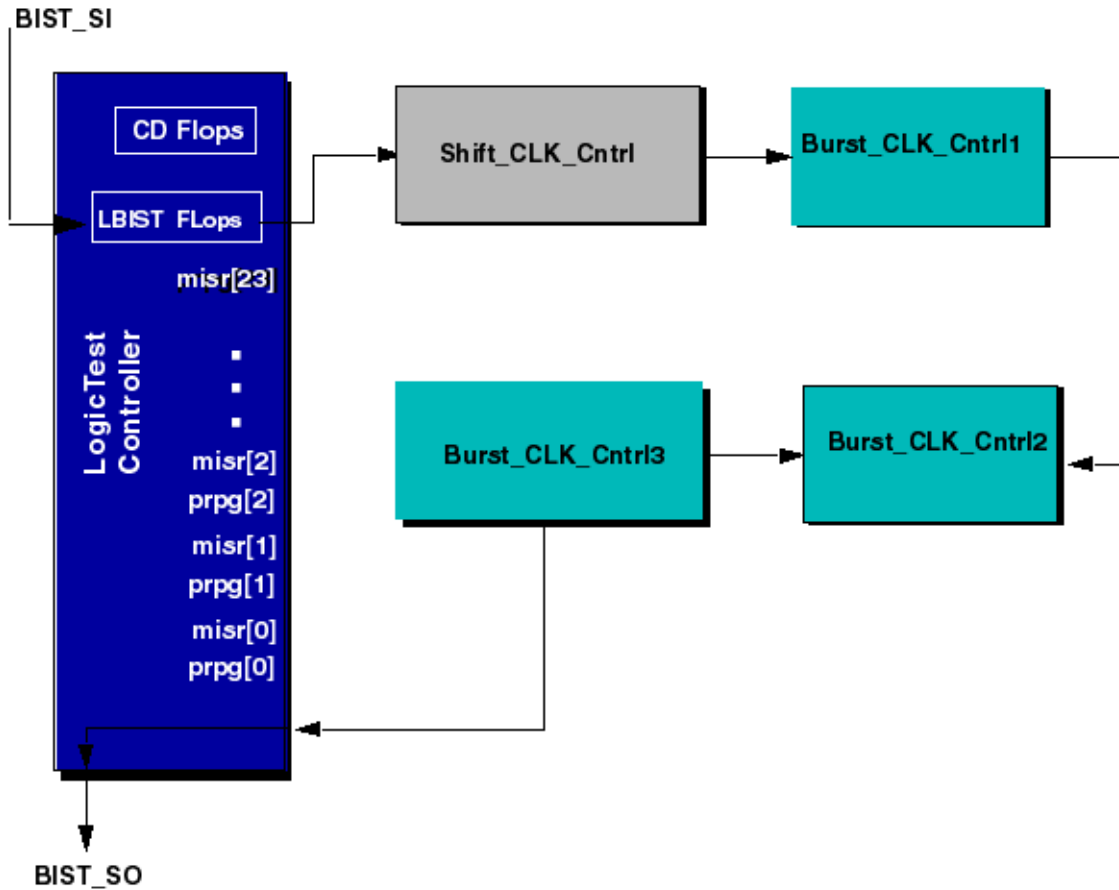 BIST_SI
CD Flops
LBIST FLops
misr[23]
LogicTest
Controller
misr[2]
prpg[2]
misr[1]
prpg[1]
misr[0]
prpg[0]
BIST_SO
Shift_CLK_Cntrl
Burst_CLK_Cntrl1
Burst_CLK_Cntrl3
Burst_CLK_Cntrl2